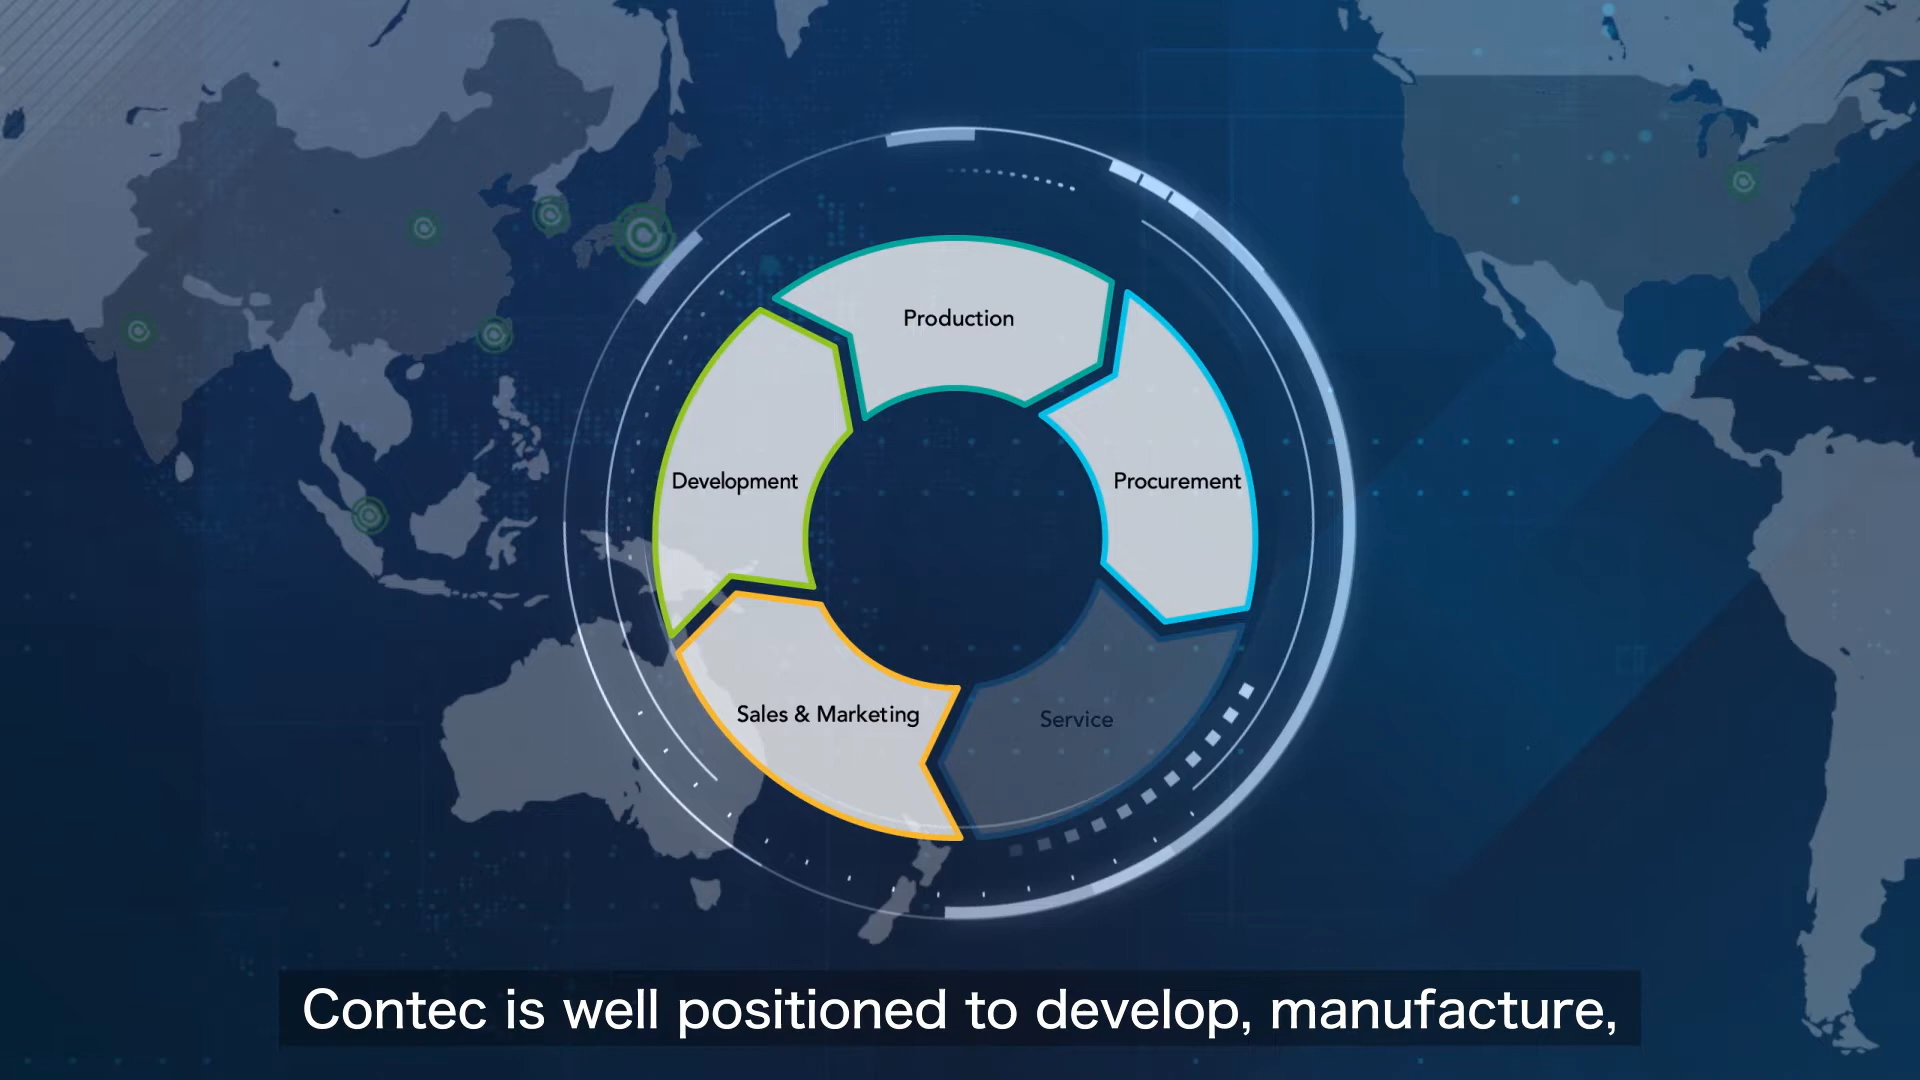 Production
Development
Procurement
Sales & Marketing
Service
Contec is well positioned to develop, manufacture,